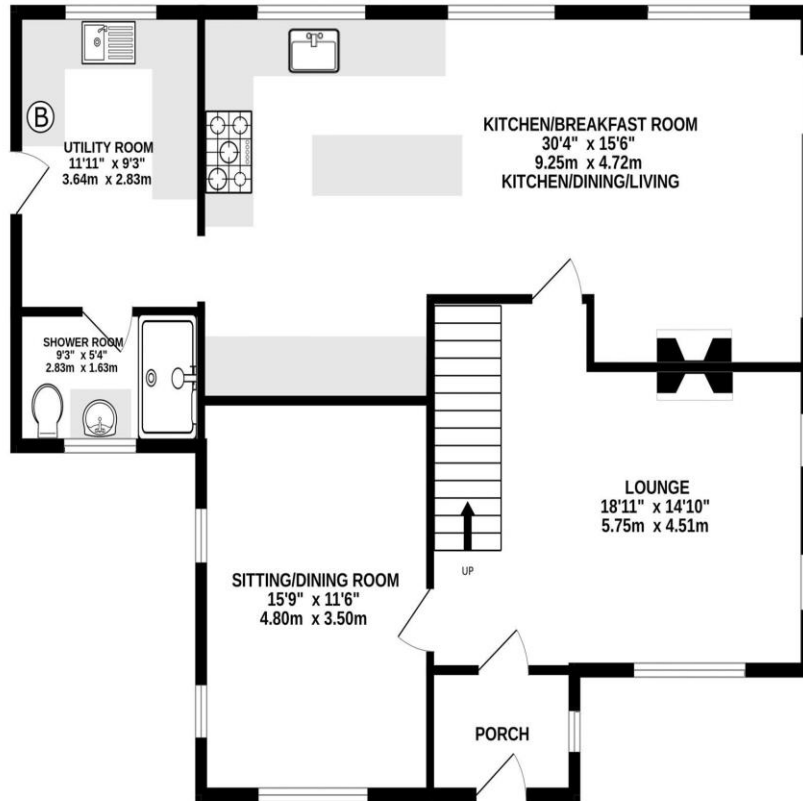 KITCHEN/BREAKFAST ROOM
30'4" x 15'6"
9.25m x 4.72m
KITCHEN/DINING/LIVING
B
UTILITY ROOM
11'11" x 9'3"
3.64m x 2.83m
SHOWER ROOM
9'3" x 5'4"
2.83m x 1.63m
LOUNGE
18'11" x 14'10"
5.75m x 4.51m
UP
SITTING/DINING ROOM
15'9" x 11'6"
4.80m x 3.50m
PORCH